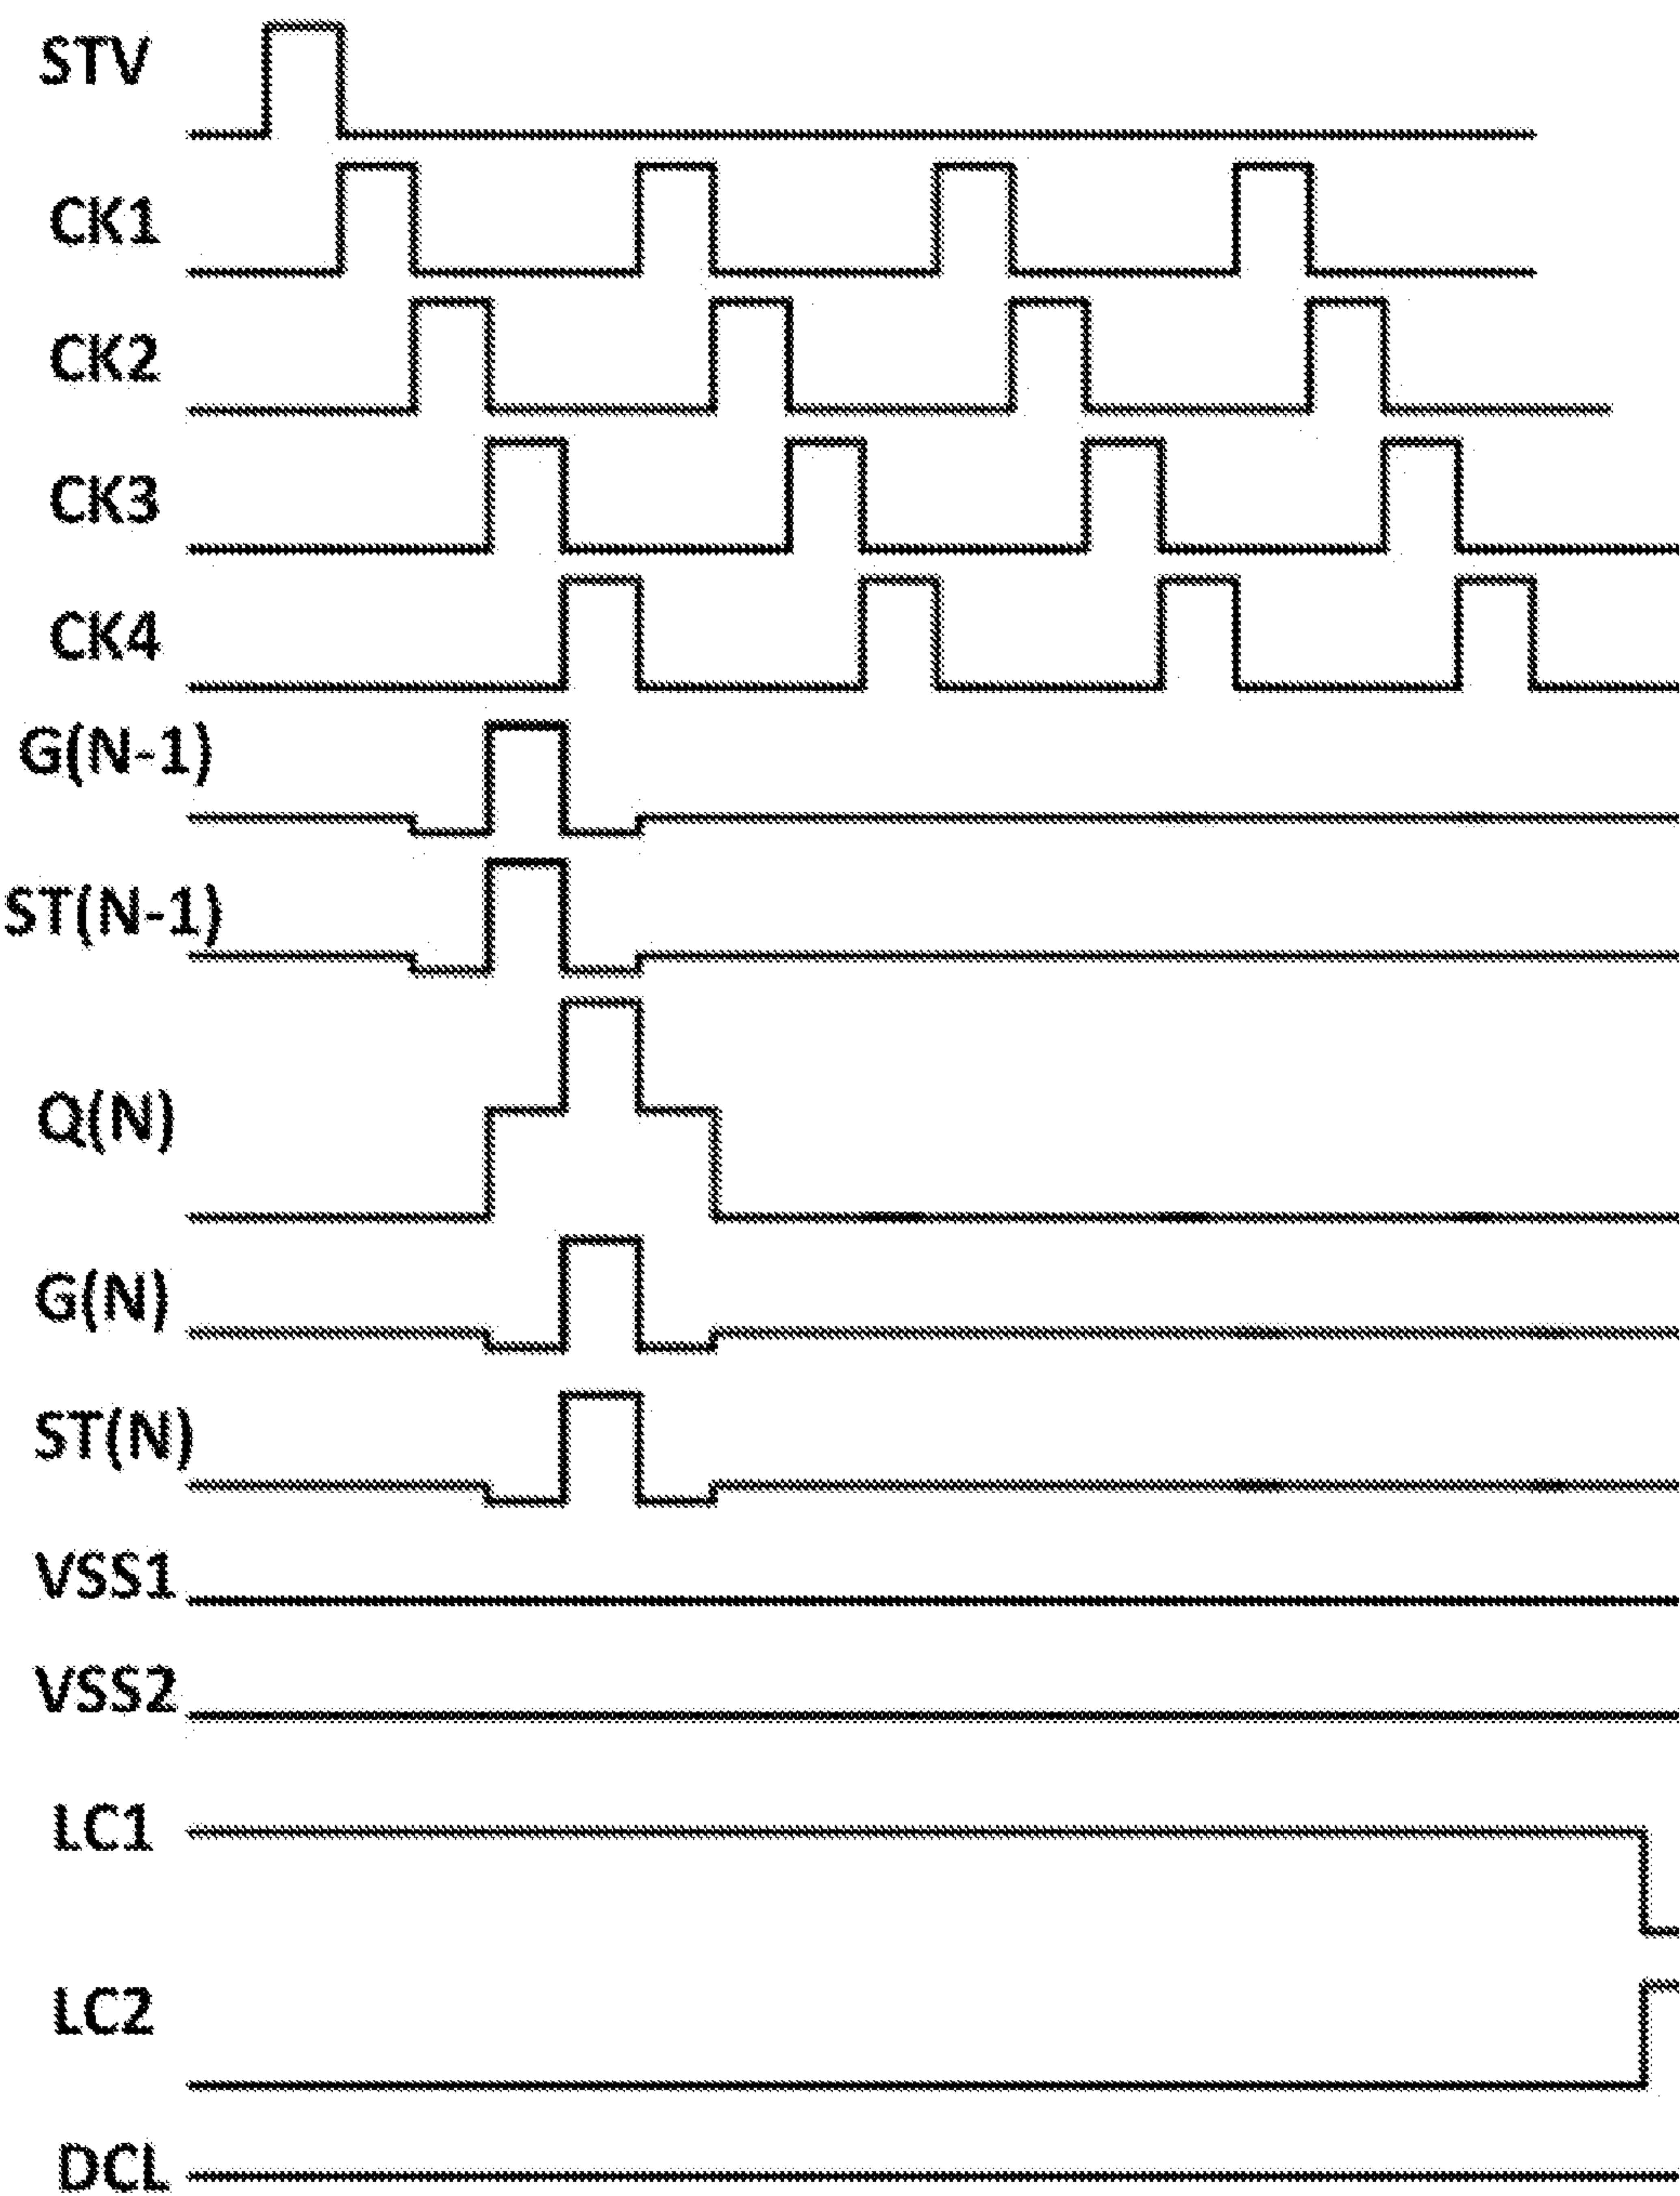 STV
CK1
CK2
CK3
CK4
G(N-1)
ST(N-1)
Q(N)
G(N)
ST(N)
VSS1
VSS2
LC1
LC2
DCL